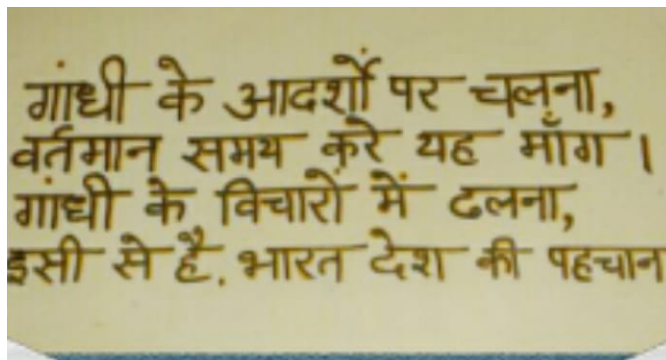 गांधी के आदर्शों पर चलना,
वर्तमान समय करे यह माँग ।
गांधी के विचारों में ढलना,
इसी से है. भारत देश की पहचान